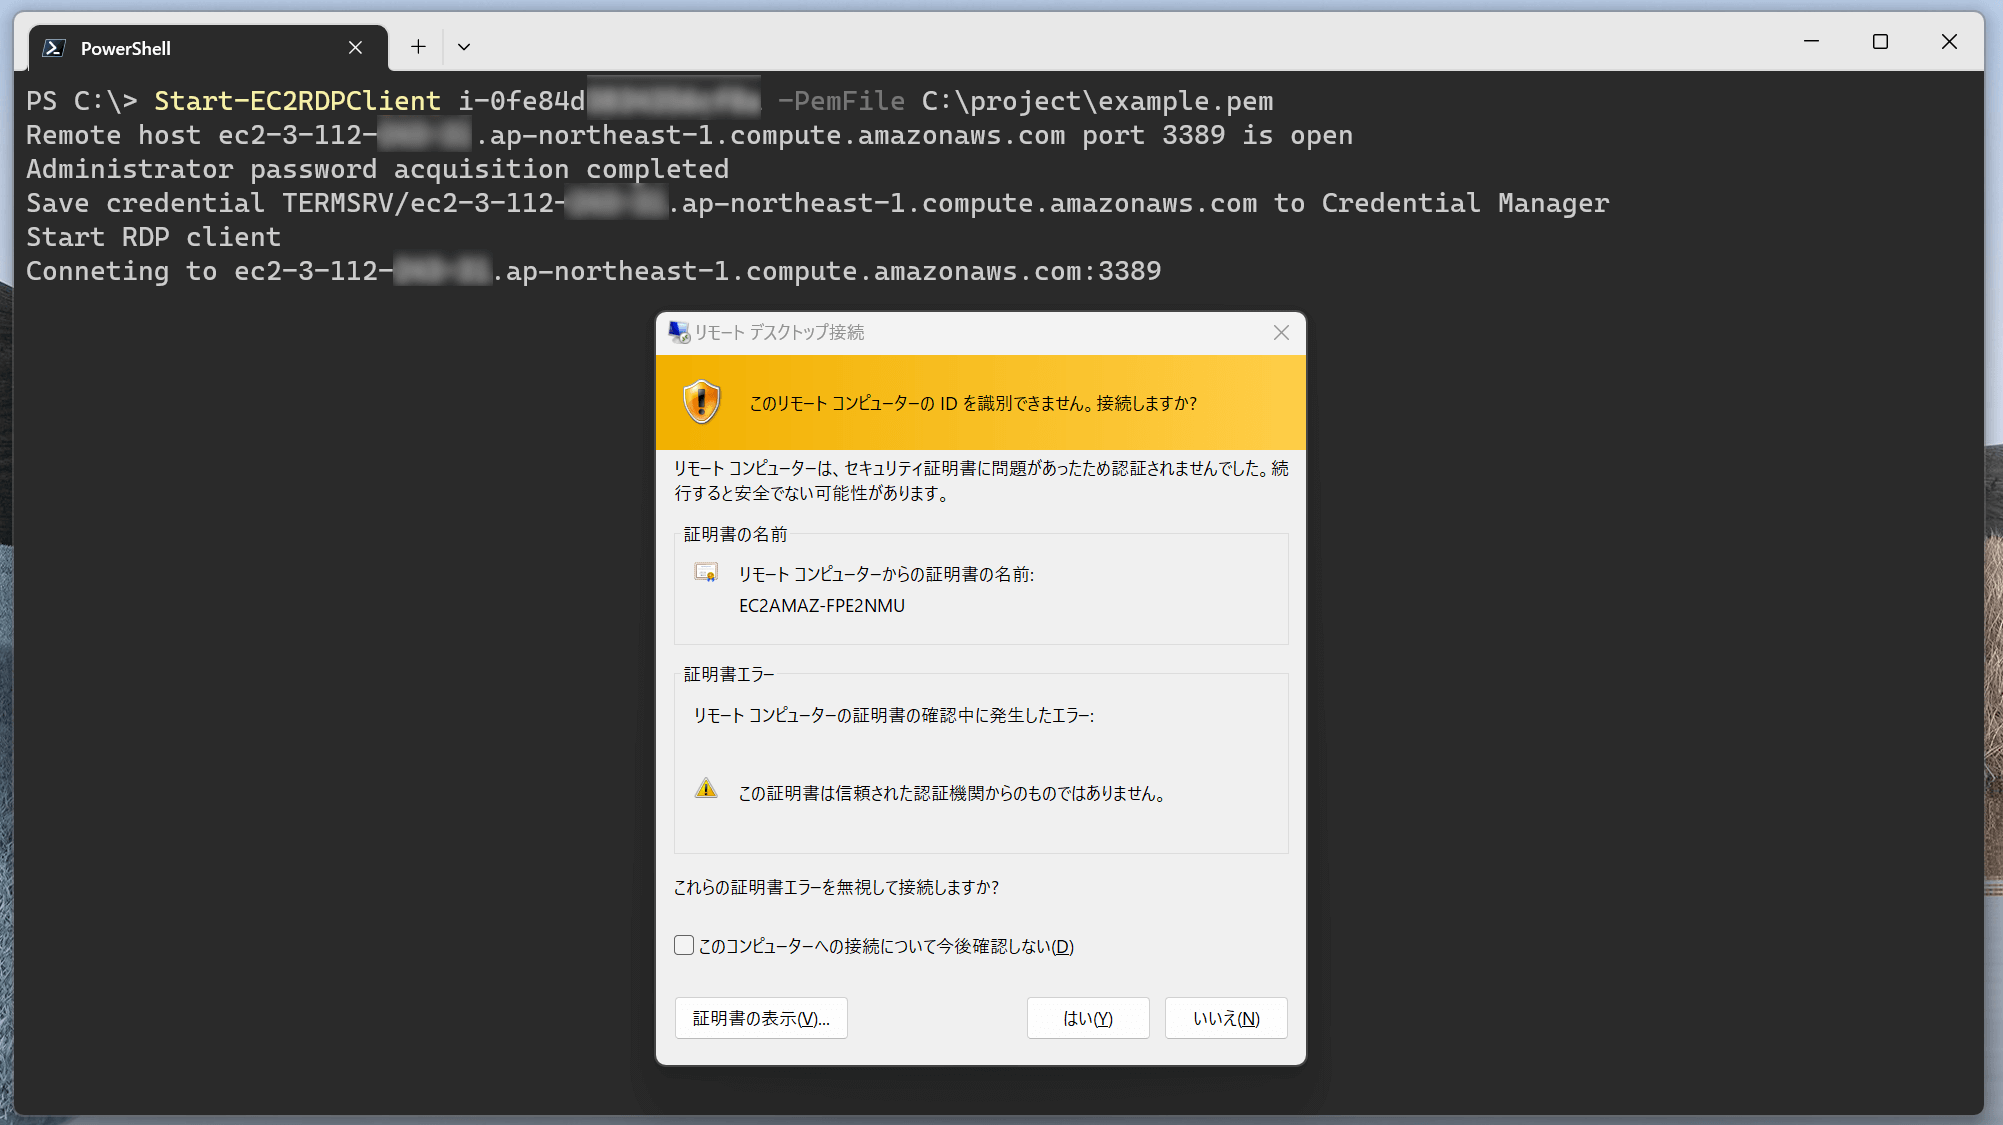 PowerShell
PS C:\> Start-EC2RDPClient i-0fe84d -PemFile C:\project\example.pem
Remote host ec2-3-112- .ap-northeast-1.compute.amazonaws.com port 3389 is open
Administrator password acquisition completed
Save credential TERMSRV/ec2-3-112- .ap-northeast-1.compute.amazonaws.com to Credential Manager
Start RDP client
Conneting to ec2-3-112- .ap-northeast-1.compute.amazonaws.com:3389
リモート デスクトップ接続
このリモート コンピューターの ID を識別できません。接続しますか?
リモート コンピューターは、セキュリティ証明書に問題があったため認証されませんでした。続
行すると安全でない可能性があります。
証明書の名前
リモート コンピューターからの証明書の名前:
EC2AMAZ-FPE2NMU
証明書エラー
リモート コンピューターの証明書の確認中に発生したエラー:
この証明書は信頼された認証機関からのものではありません。
これらの証明書エラーを無視して接続しますか?
このコンピューターへの接続について今後確認しない(D)
証明書の表示(V)... はい(Y) いいえ(N)